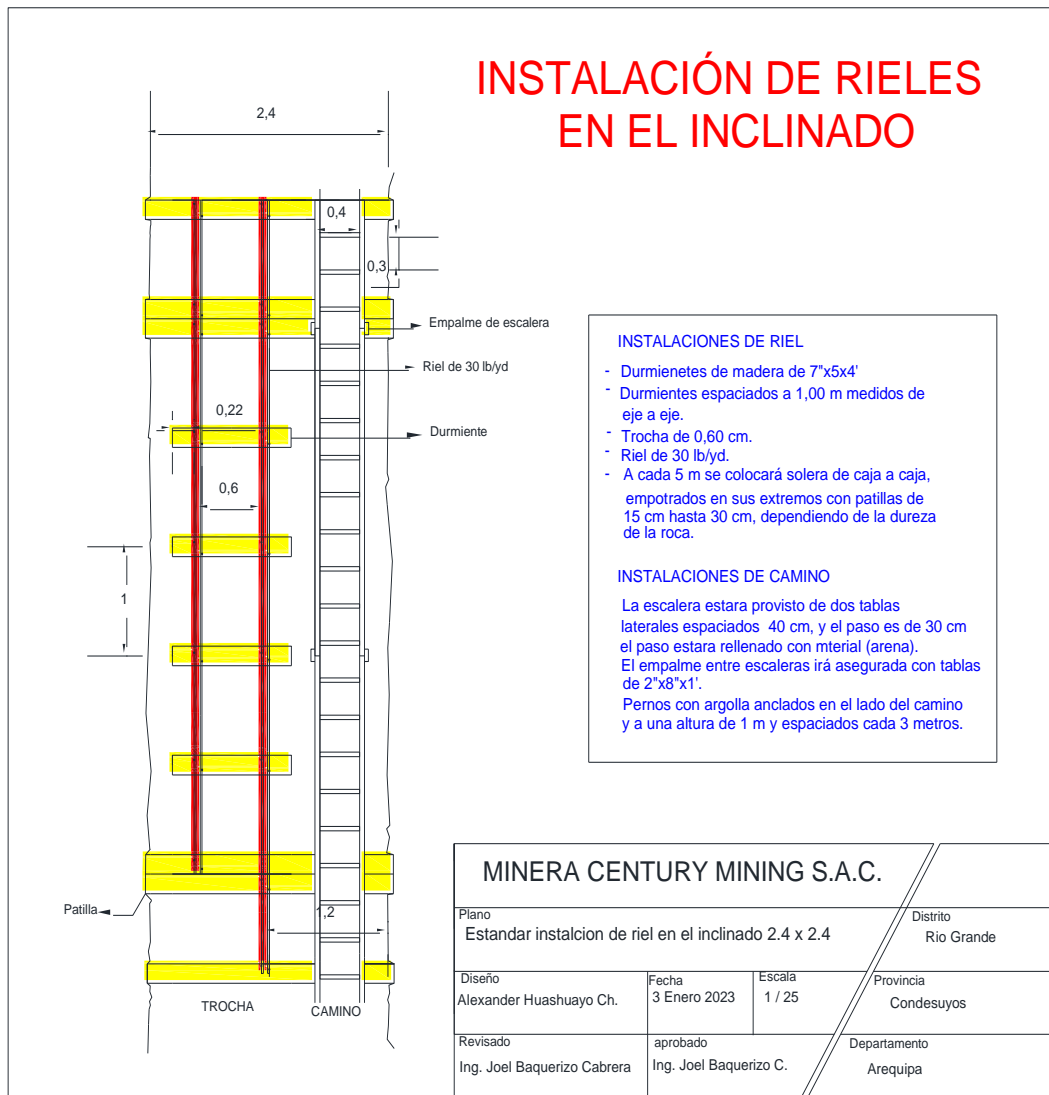 INSTALACIÓN DE RIELES
EN EL INCLINADO
2,4
0,4
0,3
Empalme de escalera
Riel de 30 lb/yd
0,22
Durmiente
0,6
1
Patilla
1,2
TROCHA
CAMINO
INSTALACIONES DE RIEL
- Durmienetes de madera de 7"x5x4'
- Durmientes espaciados a 1,00 m medidos de
eje a eje.
- Trocha de 0,60 cm.
- Riel de 30 lb/yd.
- A cada 5 m se colocará solera de caja a caja,
empotrados en sus extremos con patillas de
15 cm hasta 30 cm, dependiendo de la dureza
de la roca.
INSTALACIONES DE CAMINO
La escalera estara provisto de dos tablas
laterales espaciados 40 cm, y el paso es de 30 cm
el paso estara rellenado con mterial (arena).
El empalme entre escaleras irá asegurada con tablas
de 2"x8"x1'.
Pernos con argolla anclados en el lado del camino
y a una altura de 1 m y espaciados cada 3 metros.
MINERA CENTURY MINING S.A.C.
Plano
Estandar instalcion de riel en el inclinado 2.4 x 2.4
Distrito
Rio Grande
Diseño
Alexander Huashuayo Ch.
Fecha
3 Enero 2023
Escala
1 / 25
Provincia
Condesuyos
Revisado
Ing. Joel Baquerizo Cabrera
aprobado
Ing. Joel Baquerizo C.
Departamento
Arequipa